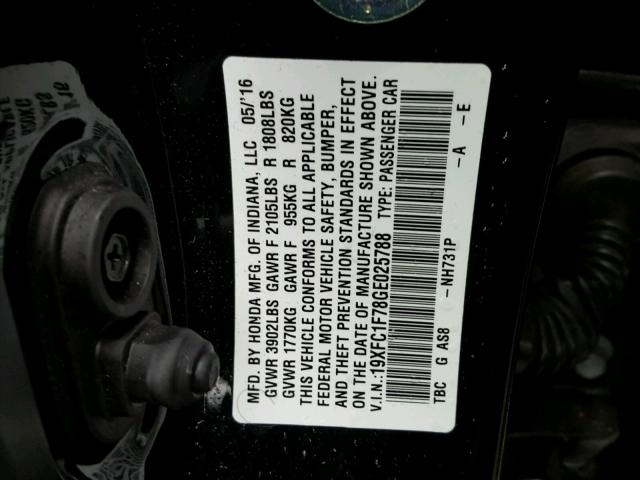 MFD. BY HONDA MFG. OF INDIANA, LLC 05/'16
GVWR 3902LBS GAWR F 2105LBS R 1808LBS
GVWR 1770KG GAWR F 955KG R 820KG
THIS VEHICLE CONFORMS TO ALL APPLICABLE
FEDERAL MOTOR VEHICLE SAFETY, BUMPER,
AND THEFT PREVENTION STANDARDS IN EFFECT
ON THE DATE OF MANUFACTURE SHOWN ABOVE.
V.I.N.:19XFC1F78GE025788 TYPE: PASSENGER CAR
TBC G AS8 - NH731P - A - E